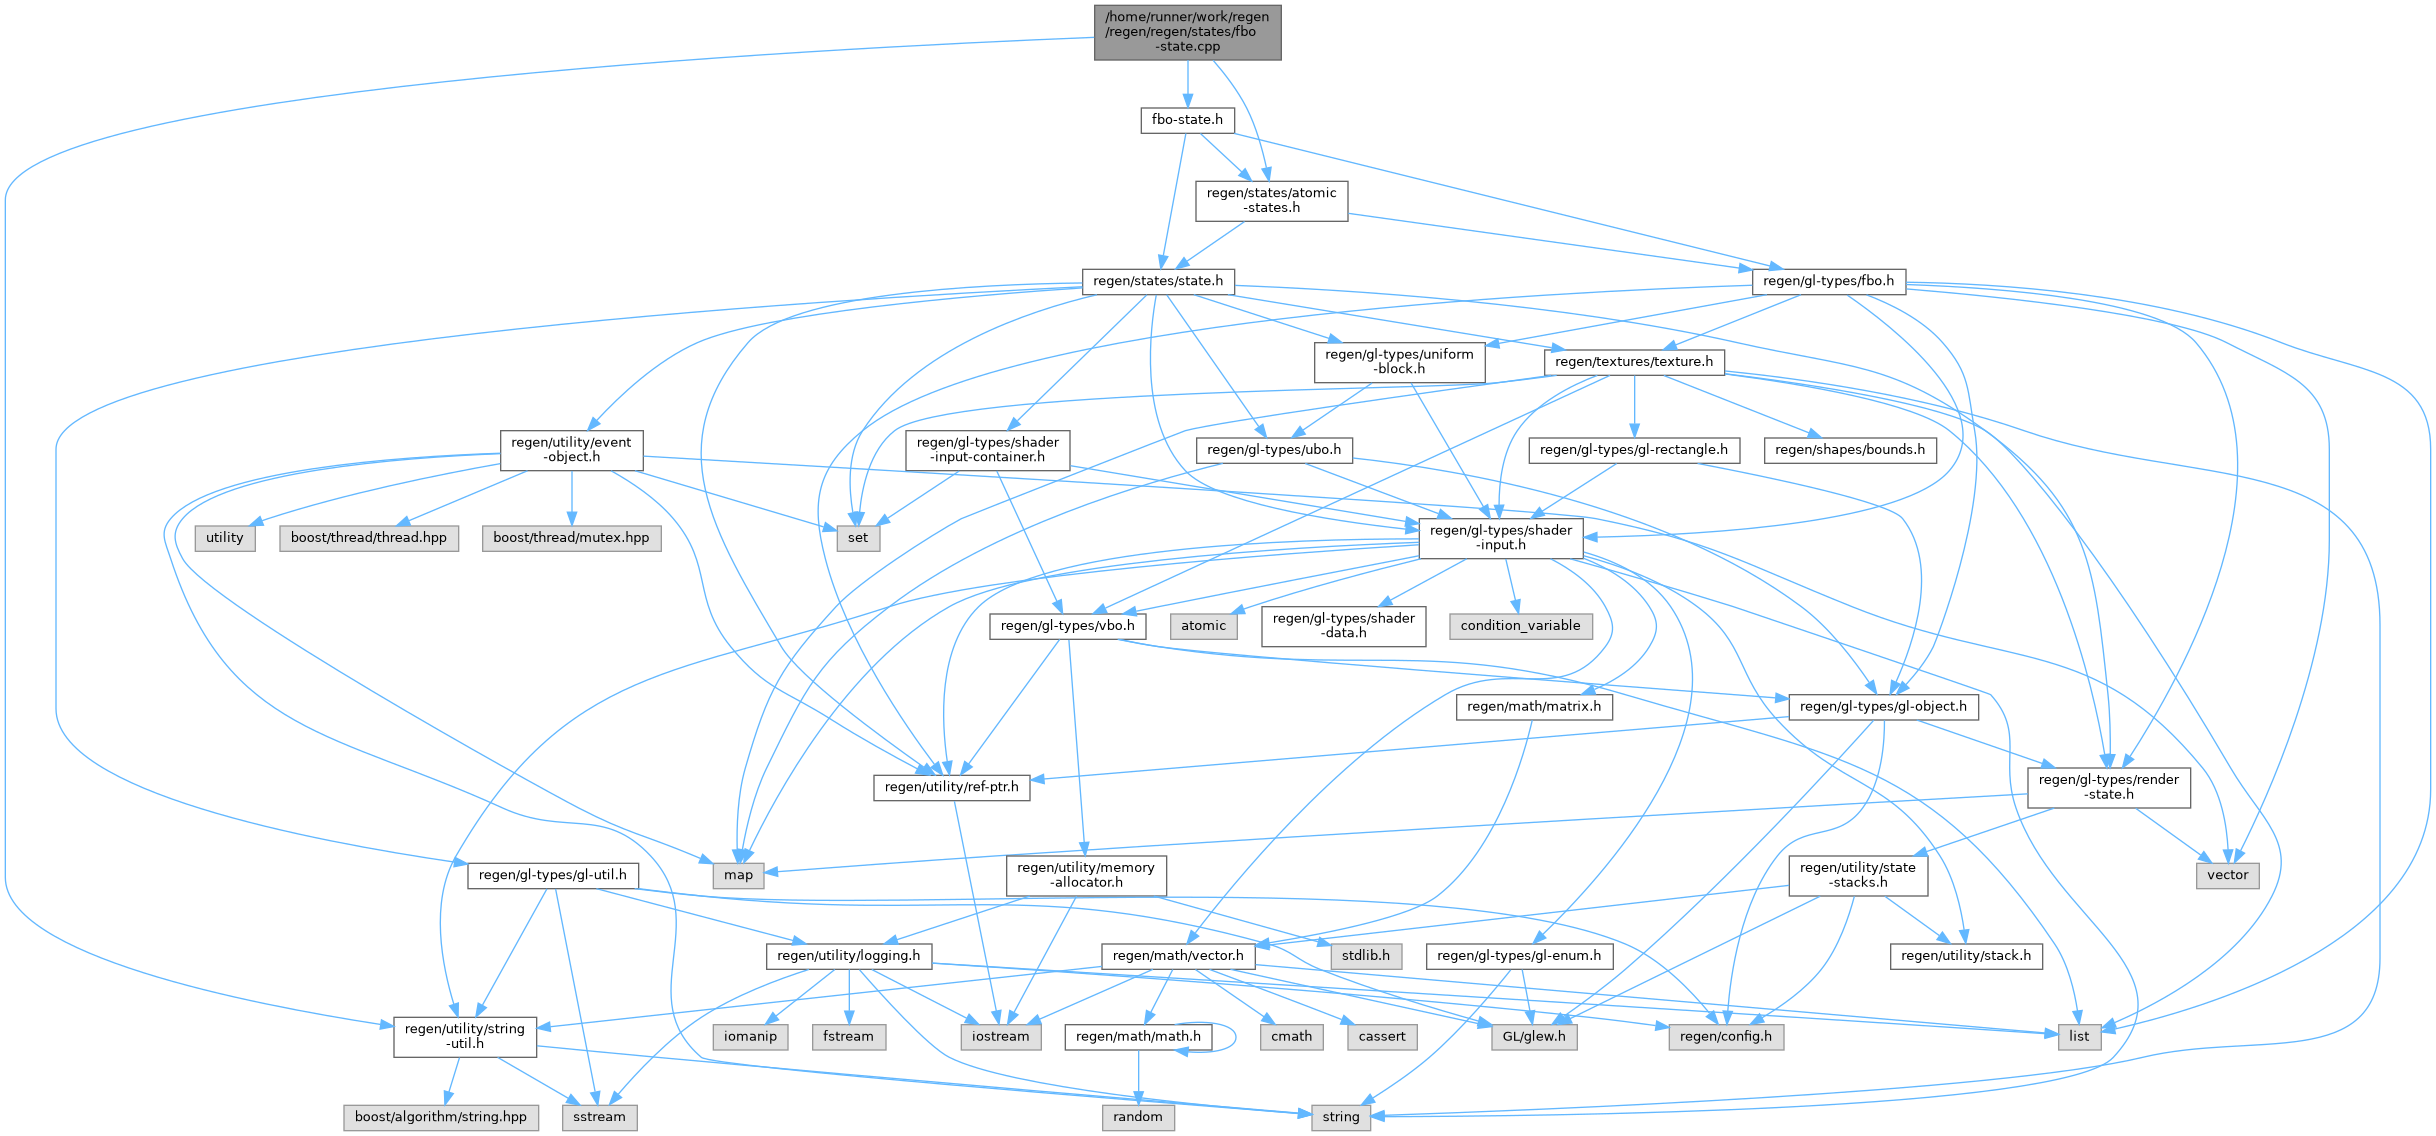 /home/runner/work/regen
/regen/regen/states/fbo
-state.cpp
fbo-state.h
regen/states/atomic
-states.h
regen/states/state.h
regen/gl-types/fbo.h
regen/gl-types/uniform
-block.h
regen/textures/texture.h
regen/utility/event
-object.h
regen/gl-types/shader
-input-container.h
regen/gl-types/ubo.h
regen/gl-types/gl-rectangle.h
regen/shapes/bounds.h
utility
boost/thread/thread.hpp
boost/thread/mutex.hpp
set
regen/gl-types/shader
-input.h
regen/gl-types/vbo.h
atomic
regen/gl-types/shader
-data.h
condition_variable
regen/math/matrix.h
regen/gl-types/gl-object.h
regen/utility/ref-ptr.h
regen/gl-types/render
-state.h
regen/gl-types/gl-util.h
map
regen/utility/memory
-allocator.h
regen/utility/state
-stacks.h
vector
regen/utility/logging.h
regen/math/vector.h
stdlib.h
regen/gl-types/gl-enum.h
regen/utility/stack.h
regen/utility/string
-util.h
iomanip
fstream
iostream
regen/math/math.h
cmath
cassert
GL/glew.h
regen/config.h
list
boost/algorithm/string.hpp
sstream
random
string